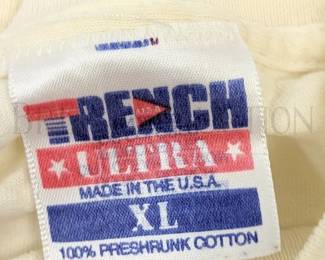 TRENCH
U.S.A.
ULTRA
MADE IN THE U.S.A.
XL
100% PRESHRUNK COTTON